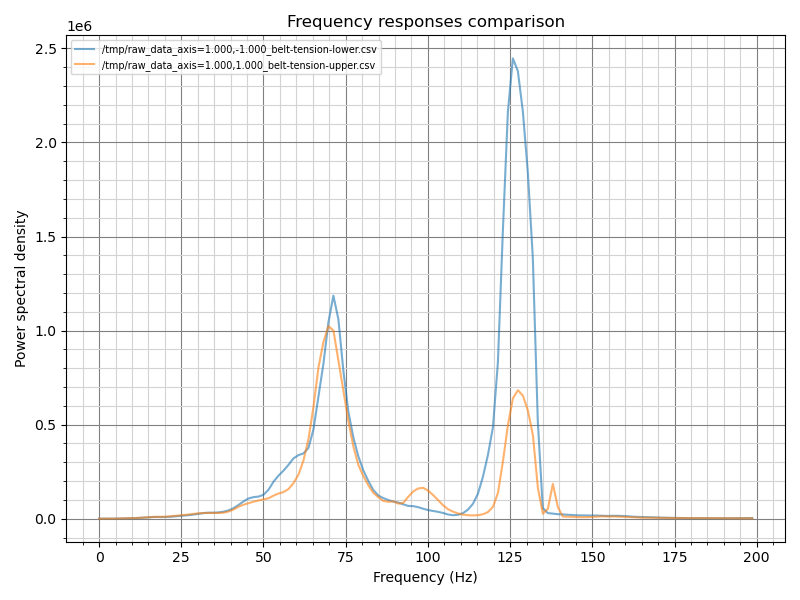 Frequency responses comparison
1e6
/tmp/raw_data_axis=1.000,-1.000_belt-tension-lower.csv
/tmp/raw_data_axis=1.000,1.000_belt-tension-upper.csv
2.5
2.0
1.5
1.0
0.5
0.0
Power spectral density
0 25 50 75 100 125 150 175 200
Frequency (Hz)